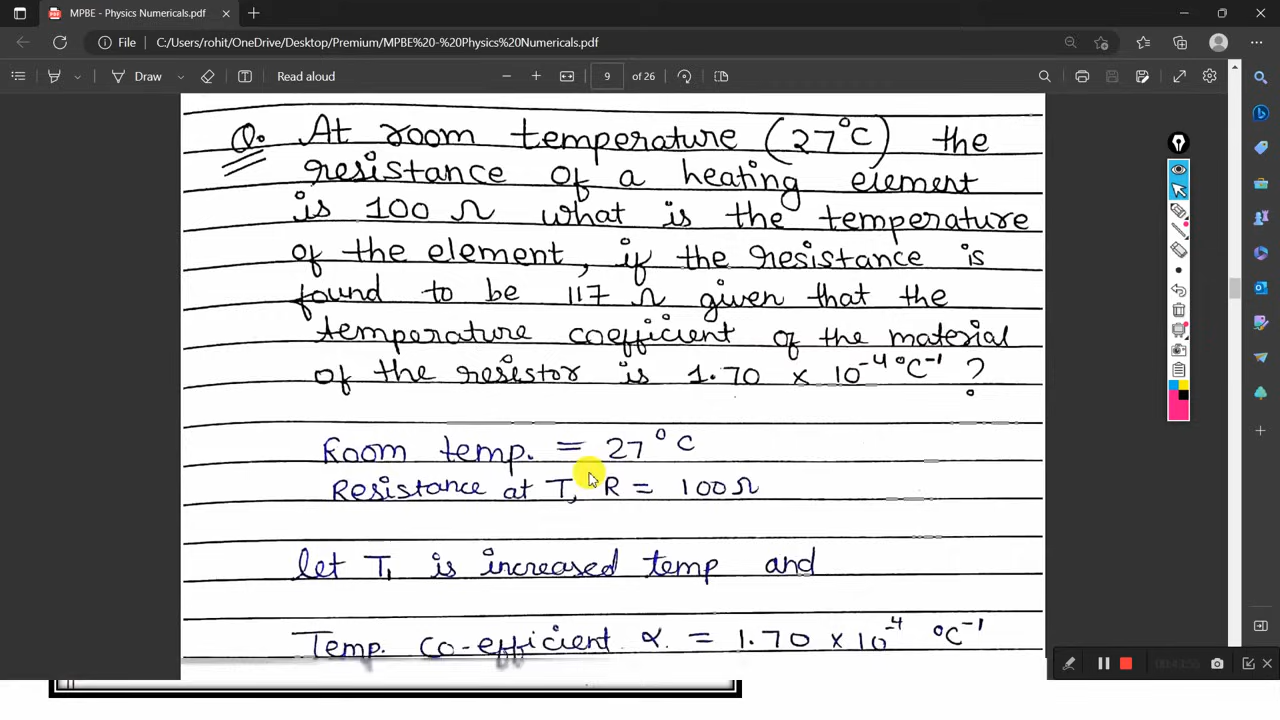 MPBE - Physics Numericals.pdf
File C:/Users/rohit/OneDrive/Desktop/Premium/MPBE%20-%20Physics%20Numericals.pdf
Draw Read aloud 9 of 26
Q. At room temperature (27°C) the
resistance of a heating element
is 100 Ω what is the temperature
of the element, if the resistance is
found to be 117 Ω given that the
temperature coefficient of the material
of the resistor is 1.70 × 10⁻⁴ °C⁻¹ ?
Room temp. = 27°C
Resistance at T, R = 100Ω
let T₁ is increased temp and
Temp. co-efficient α = 1.70 × 10⁻⁴ °C⁻¹